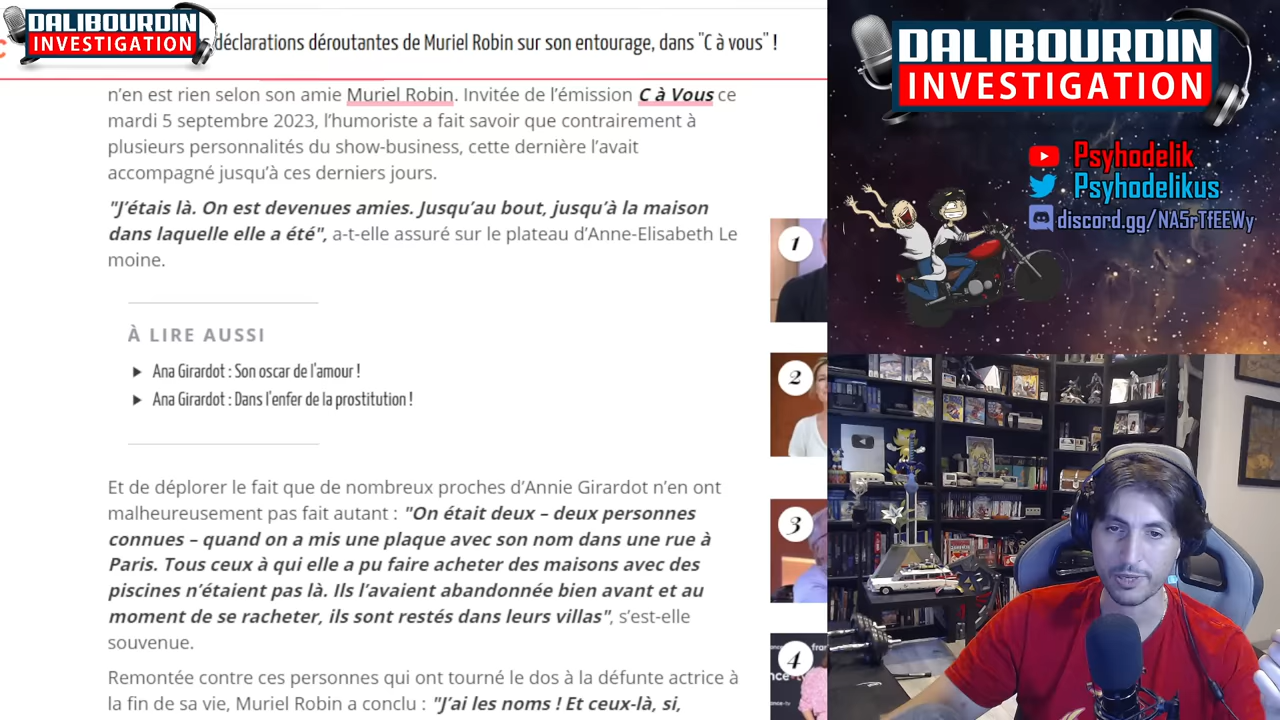 DALIBOURDIN
INVESTIGATION
déclarations déroutantes de Muriel Robin sur son entourage, dans "C à vous" !
n'en est rien selon son amie Muriel Robin. Invitée de l'émission C à Vous ce
mardi 5 septembre 2023, l'humoriste a fait savoir que contrairement à
plusieurs personnalités du show-business, cette dernière l'avait
accompagné jusqu'à ces derniers jours.
"J'étais là. On est devenues amies. Jusqu'au bout, jusqu'à la maison
dans laquelle elle a été", a-t-elle assuré sur le plateau d'Anne-Elisabeth Le
moine.
À LIRE AUSSI
Ana Girardot : Son oscar de l'amour !
Ana Girardot : Dans l'enfer de la prostitution !
Et de déplorer le fait que de nombreux proches d'Annie Girardot n'en ont
malheureusement pas fait autant : "On était deux – deux personnes
connues – quand on a mis une plaque avec son nom dans une rue à
Paris. Tous ceux à qui elle a pu faire acheter des maisons avec des
piscines n'étaient pas là. Ils l'avaient abandonnée bien avant et au
moment de se racheter, ils sont restés dans leurs villas", s'est-elle
souvenue.
Remontée contre ces personnes qui ont tourné le dos à la défunte actrice à
la fin de sa vie, Muriel Robin a conclu : "J'ai les noms ! Et ceux-là, si,
1
2
3
4
DALIBOURDIN
INVESTIGATION
Psyhodelik
Psyhodelikus
discord.gg/NA5rTfEEWy